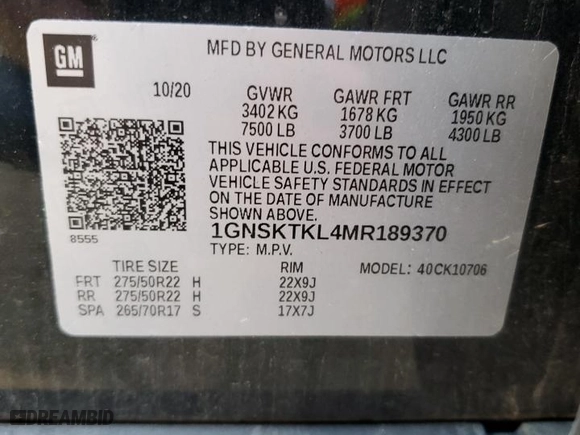 GM
MFD BY GENERAL MOTORS LLC
10/20 GVWR GAWR FRT GAWR RR
3402 KG 1678 KG 1950 KG
7500 LB 3700 LB 4300 LB
THIS VEHICLE CONFORMS TO ALL
APPLICABLE U.S. FEDERAL MOTOR
VEHICLE SAFETY STANDARDS IN EFFECT
ON THE DATE OF MANUFACTURE
SHOWN ABOVE.
8555
1GNSKTKL4MR189370
TYPE: M.P.V.
TIRE SIZE RIM MODEL: 40CK10706
FRT 275/50R22 H 22X9J
RR 275/50R22 H 22X9J
SPA 265/70R17 S 17X7J
DREAMBID